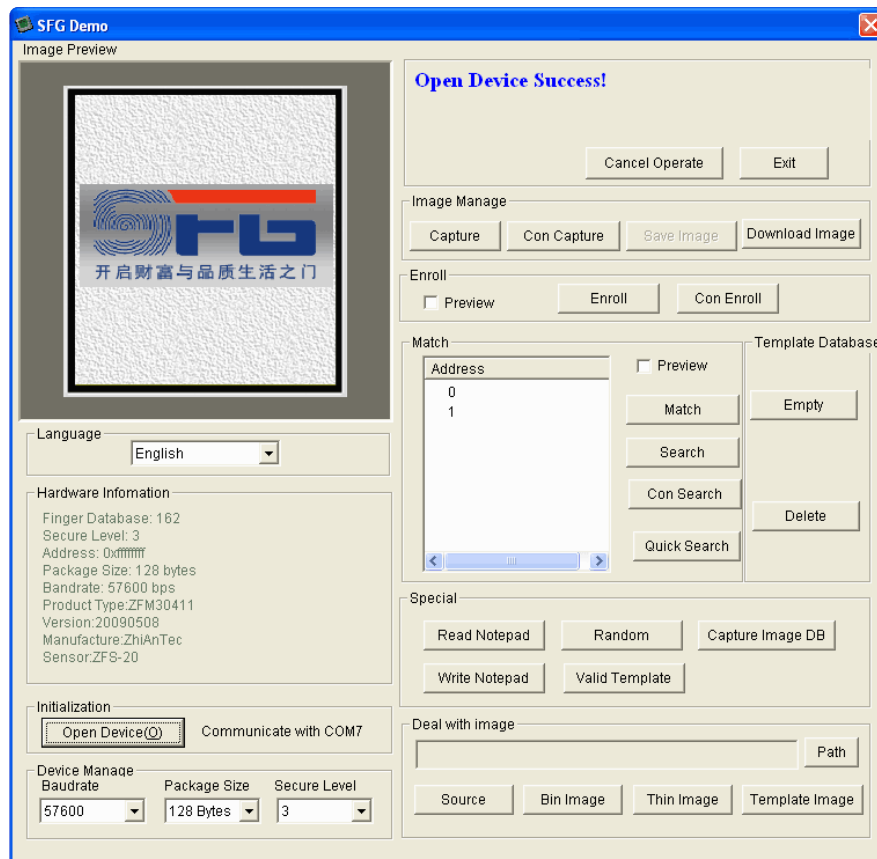 SFG Demo
Image Preview
SFG
开启财富与品质生活之门
Language
English
Hardware Infomation
Finger Database: 162
Secure Level: 3
Address: 0xffffffff
Package Size: 128 bytes
Bandrate: 57600 bps
Product Type:ZFM30411
Version:20090508
Manufacture:ZhiAnTec
Sensor:ZFS-20
Initialization
Open Device(O)
Communicate with COM7
Device Manage
Baudrate
Package Size
Secure Level
57600
128 Bytes
3
Open Device Success!
Cancel Operate
Exit
Image Manage
Capture
Con Capture
Save Image
Download Image
Enroll
Preview
Enroll
Con Enroll
Match
Address
0
1
Preview
Match
Search
Con Search
Quick Search
Template Database
Empty
Delete
Special
Read Notepad
Random
Capture Image DB
Write Notepad
Valid Template
Deal with image
Path
Source
Bin Image
Thin Image
Template Image